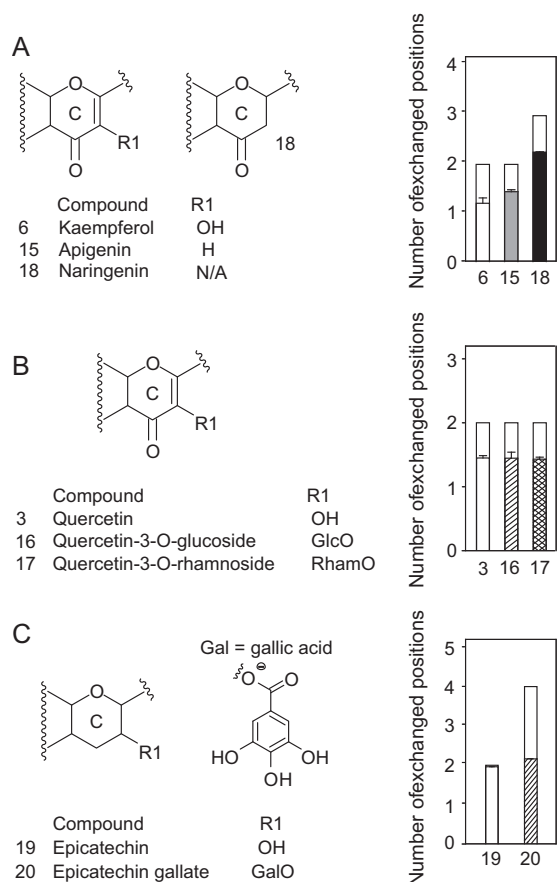 A
O
C
R1
O
O
C
O
18
Compound R1
6 Kaempferol OH
15 Apigenin H
18 Naringenin N/A
Number ofexchanged positions
4
3
2
1
0
6 15 18
B
O
C
R1
O
Compound R1
3 Quercetin OH
16 Quercetin-3-O-glucoside GlcO
17 Quercetin-3-O-rhamnoside RhamO
Number ofexchanged positions
3
2
1
0
3 16 17
C
Gal = gallic acid
O
C
R1
⊖
O O
HO OH
OH
Compound R1
19 Epicatechin OH
20 Epicatechin gallate GalO
Number ofexchanged positions
5
4
3
2
1
0
19 20